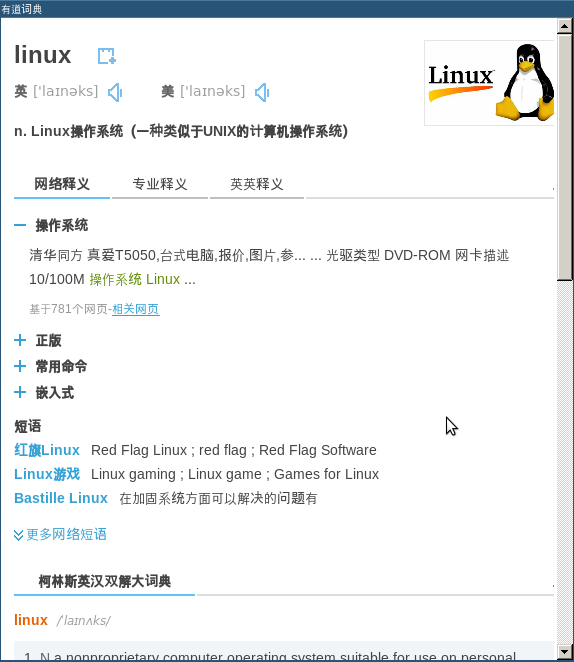 有道词典
linux
Linux
英 ['laɪnəks] 美 ['laɪnəks]
n. Linux操作系统（一种类似于UNIX的计算机操作系统）
网络释义 专业释义 英英释义
操作系统
清华同方 真爱T5050,台式电脑,报价,图片,参... ... 光驱类型 DVD-ROM 网卡描述
10/100M 操作系统 Linux ...
基于781个网页-相关网页
正版
常用命令
嵌入式
短语
红旗Linux Red Flag Linux ; red flag ; Red Flag Software
Linux游戏 Linux gaming ; Linux game ; Games for Linux
Bastille Linux 在加固系统方面可以解决的问题有
更多网络短语
柯林斯英汉双解大词典
linux /ˈlaɪnʌks/
1. N a nonproprietary computer operating system suitable for use on personal